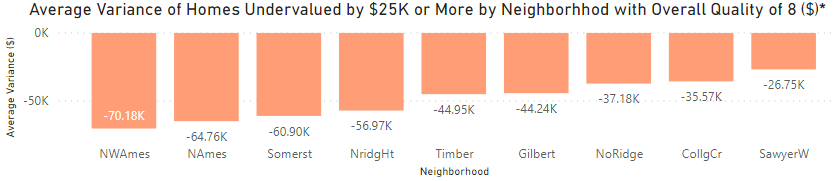 Average Variance of Homes Undervalued by $25K or More by Neighborhhod with Overall Quality of 8 ($)*
Average Variance ($)
0K
-50K
-70.18K
-64.76K
-60.90K
-56.97K
-44.95K
-44.24K
-37.18K
-35.57K
-26.75K
NWAmes NAmes Somerst NridgHt Timber Gilbert NoRidge CollgCr SawyerW
Neighborhood